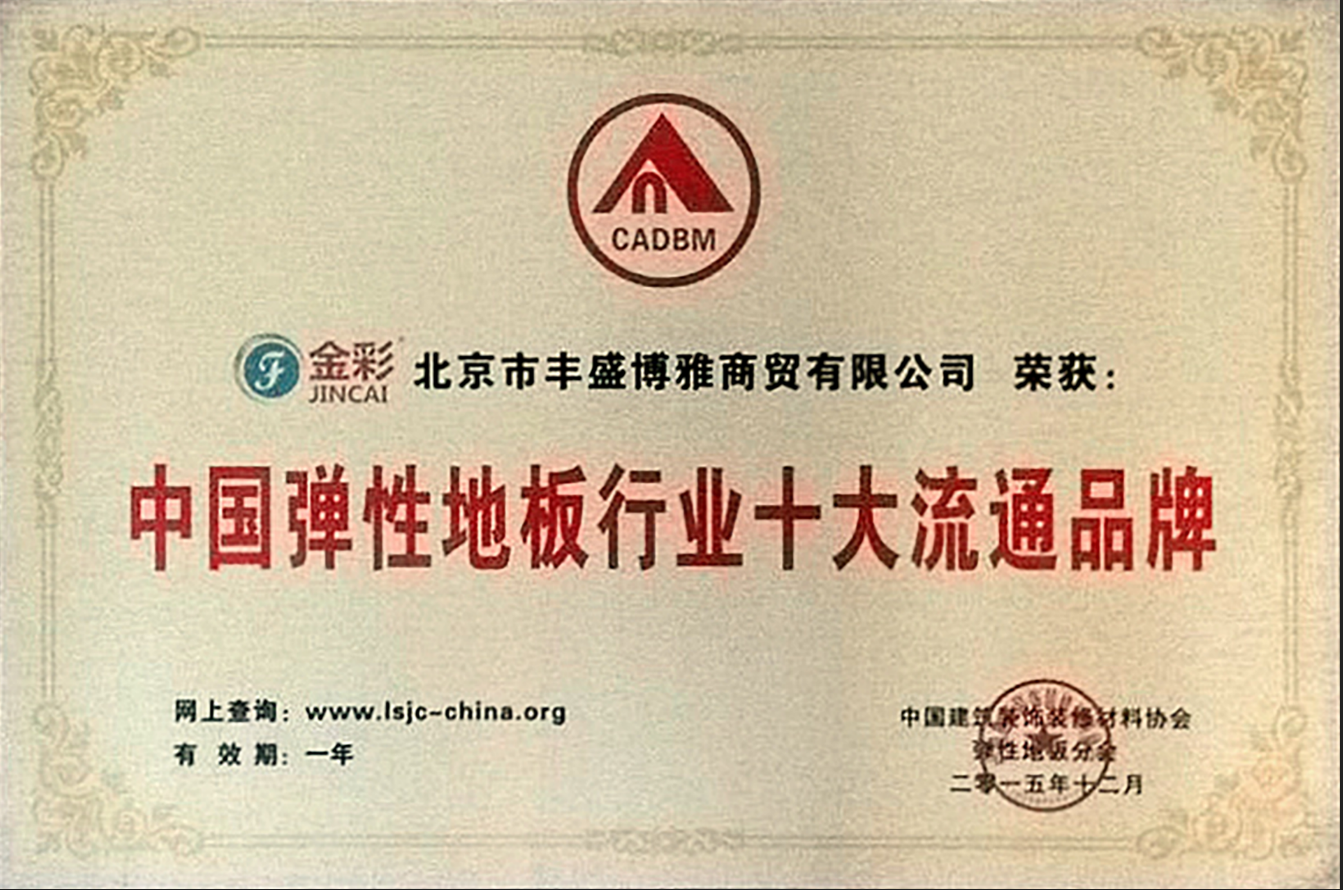 CADBM
金彩
JINCAI
北京市丰盛博雅商贸有限公司 荣获：
中国弹性地板行业十大流通品牌
网上查询：www.lsjc-china.org
有效期：一年
中国建筑装饰装修材料协会
弹性地板分会
二零一五年十二月